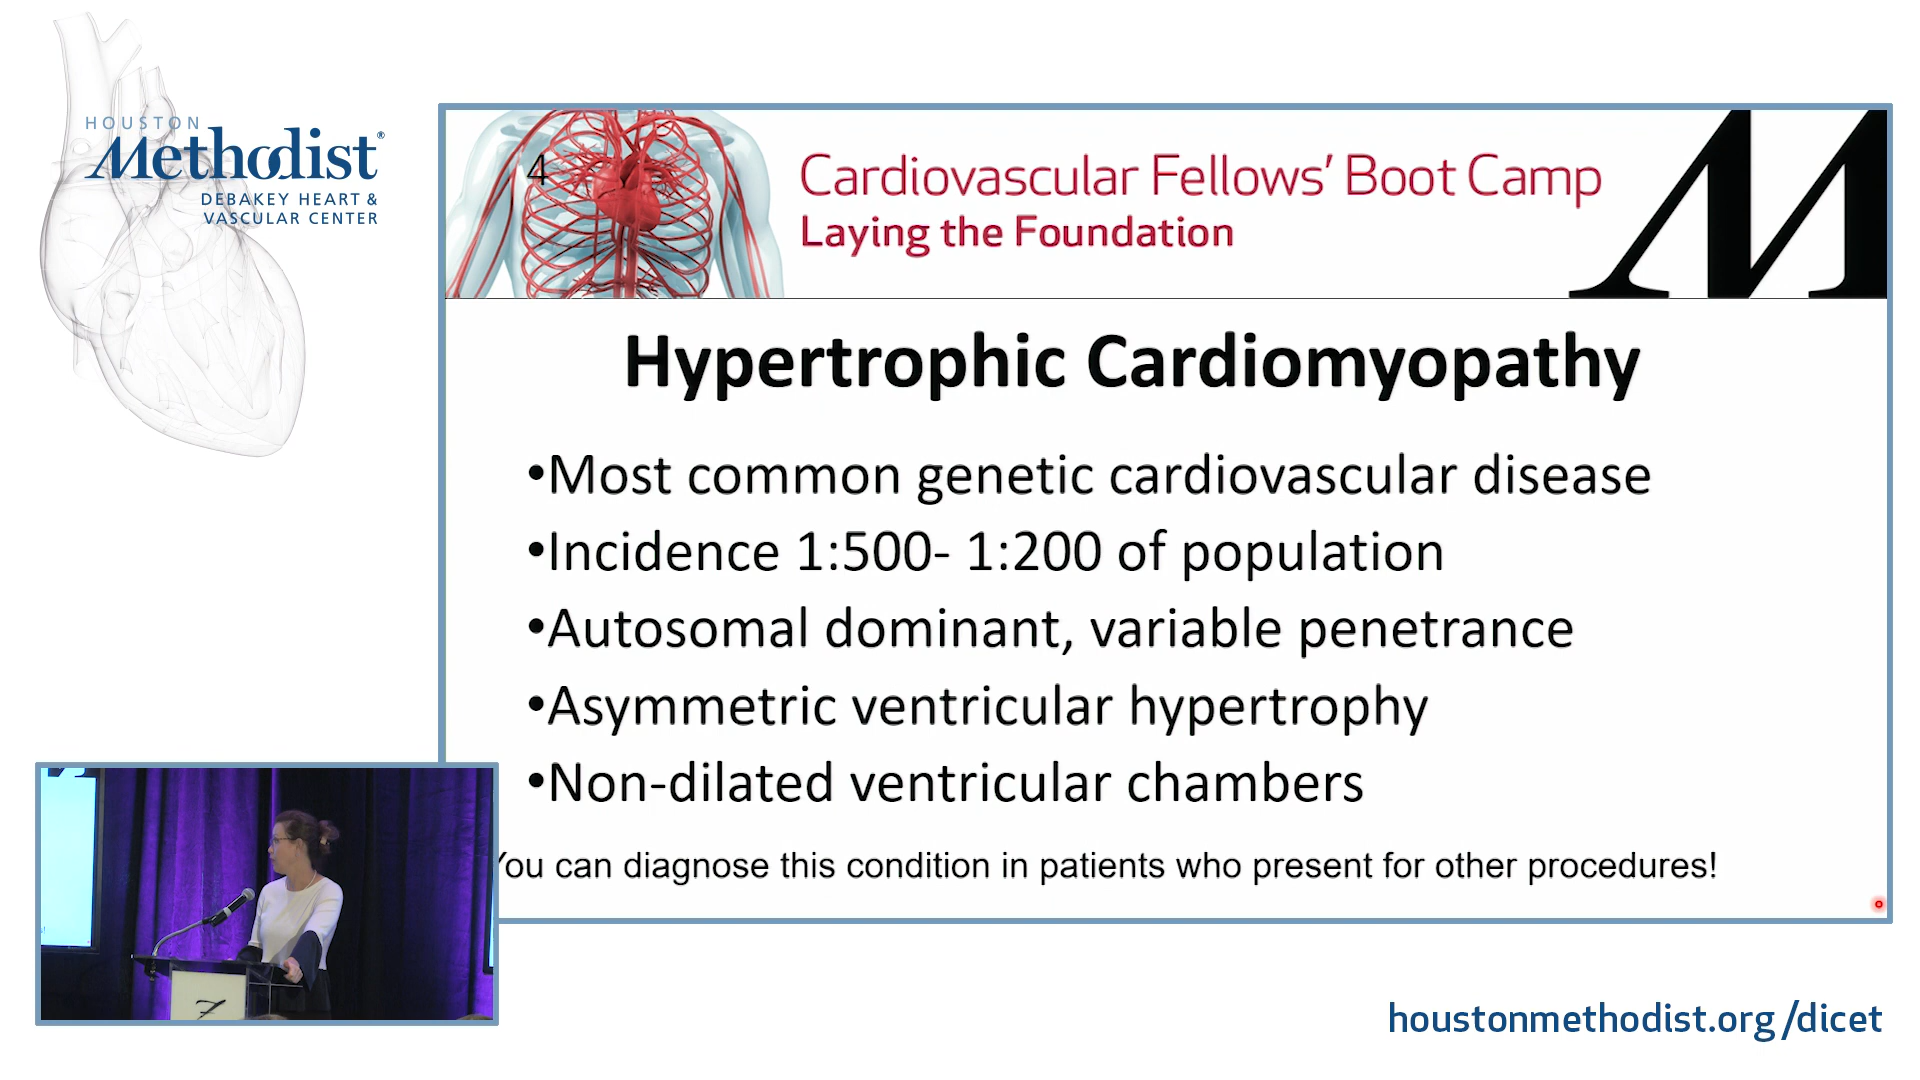 HOUSTON
Methodist®
DEBAKEY HEART &
VASCULAR CENTER
4
Cardiovascular Fellows’ Boot Camp
Laying the Foundation
M
Hypertrophic Cardiomyopathy
•Most common genetic cardiovascular disease
•Incidence 1:500- 1:200 of population
•Autosomal dominant, variable penetrance
•Asymmetric ventricular hypertrophy
•Non-dilated ventricular chambers
You can diagnose this condition in patients who present for other procedures!
houstonmethodist.org/dicet